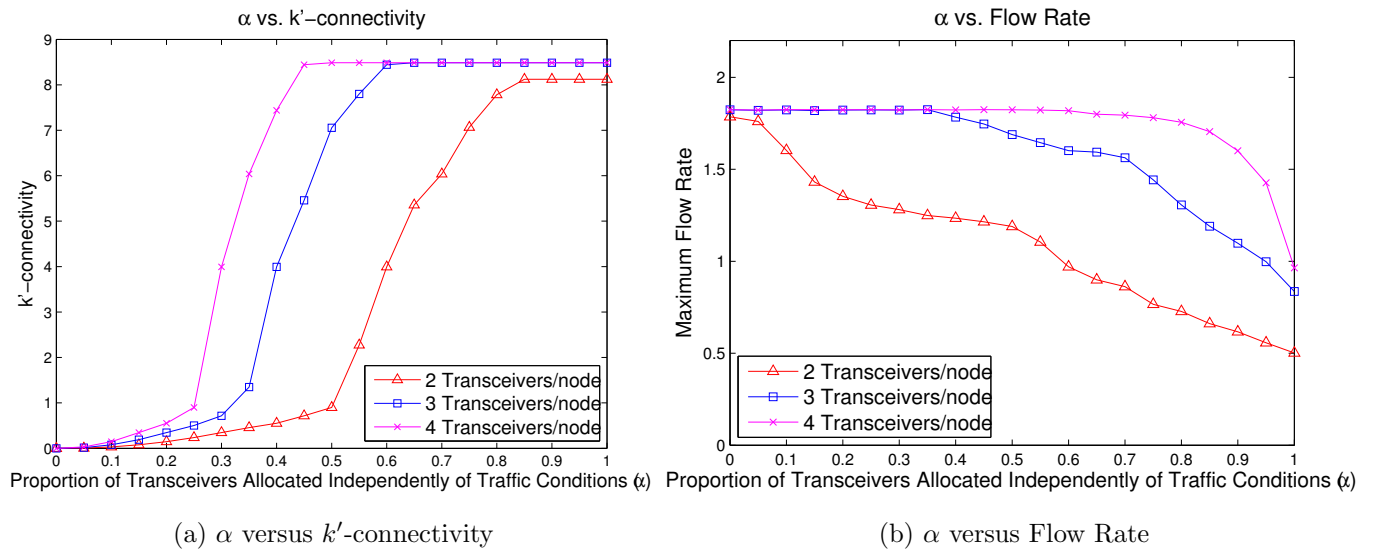 α vs. k'−connectivity
9
8
7
6
5
4
3
2
1
0
k'−connectivity
0 0.1 0.2 0.3 0.4 0.5 0.6 0.7 0.8 0.9 1
Proportion of Transceivers Allocated Independently of Traffic Conditions (α)
2 Transceivers/node
3 Transceivers/node
4 Transceivers/node
(a) α versus k′-connectivity
α vs. Flow Rate
2
1.5
1
0.5
0
Maximum Flow Rate
0 0.1 0.2 0.3 0.4 0.5 0.6 0.7 0.8 0.9 1
Proportion of Transceivers Allocated Independently of Traffic Conditions (α)
2 Transceivers/node
3 Transceivers/node
4 Transceivers/node
(b) α versus Flow Rate